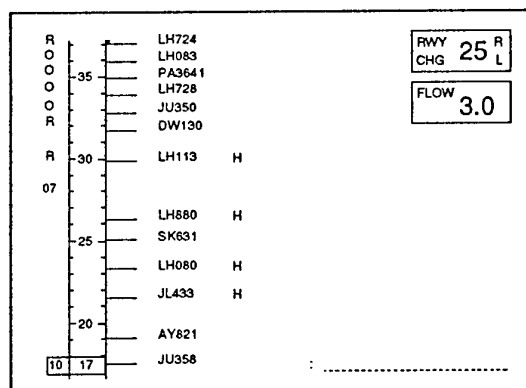 R LH724
O LH083
35
O PA3641
O LH728
O JU350
R DW130
R 30 LH113 H
07
LH880 H
25 SK631
LH080 H
JL433 H
20
AY821
10 17 JU358 :
RWY CHG 25 R L
FLOW 3.0